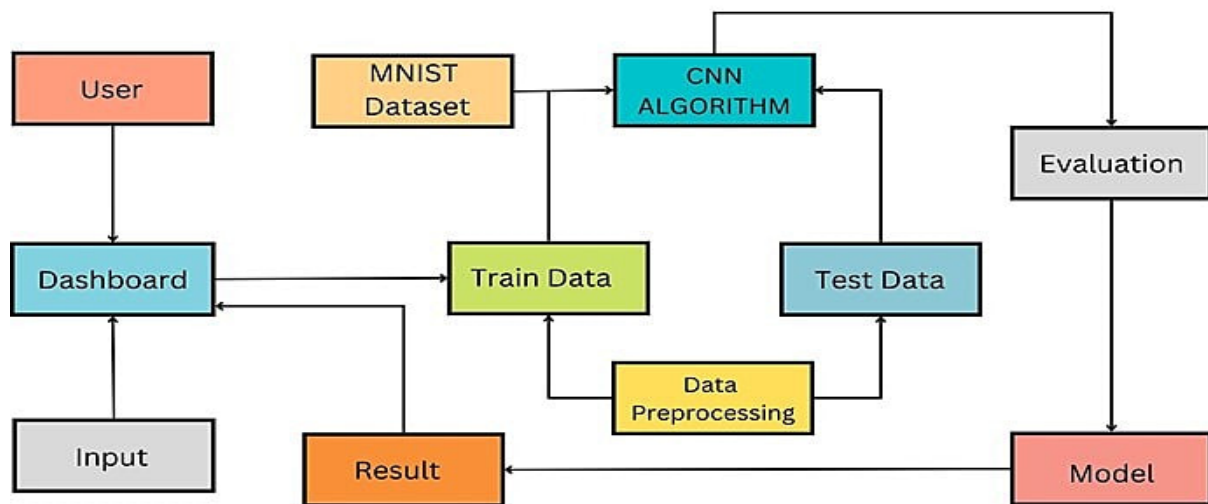 User
MNIST
Dataset
CNN
ALGORITHM
Evaluation
Dashboard
Train Data
Test Data
Data
Preprocessing
Input
Result
Model